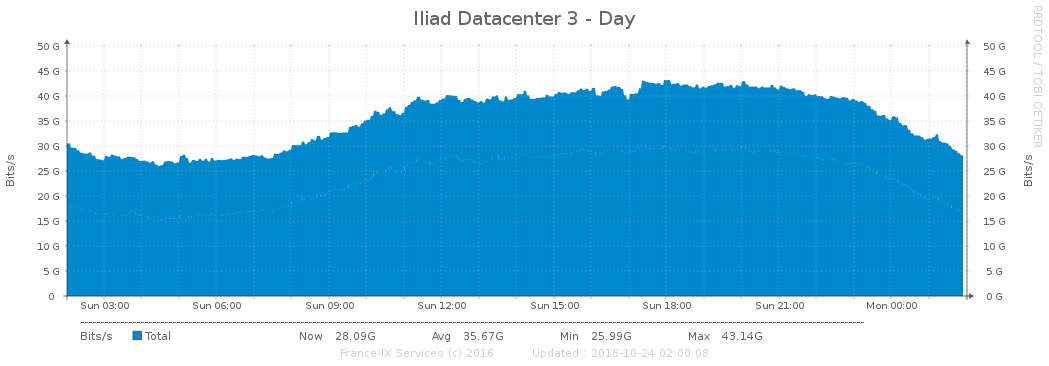 Iliad Datacenter 3 - Day
RRDTOOL / TOBI OETIKER
Bits/s
50 G 50 G
45 G 45 G
40 G 40 G
35 G 35 G
30 G 30 G
25 G 25 G
20 G 20 G
15 G 15 G
10 G 10 G
5 G 5 G
0 0 G
Bits/s
Sun 03:00 Sun 06:00 Sun 09:00 Sun 12:00 Sun 15:00 Sun 18:00 Sun 21:00 Mon 00:00
Bits/s Total Now 28.09G Avg 35.67G Min 25.99G Max 43.14G
France-IX Services (c) 2016 Updated : 2016-10-24 02:00:08